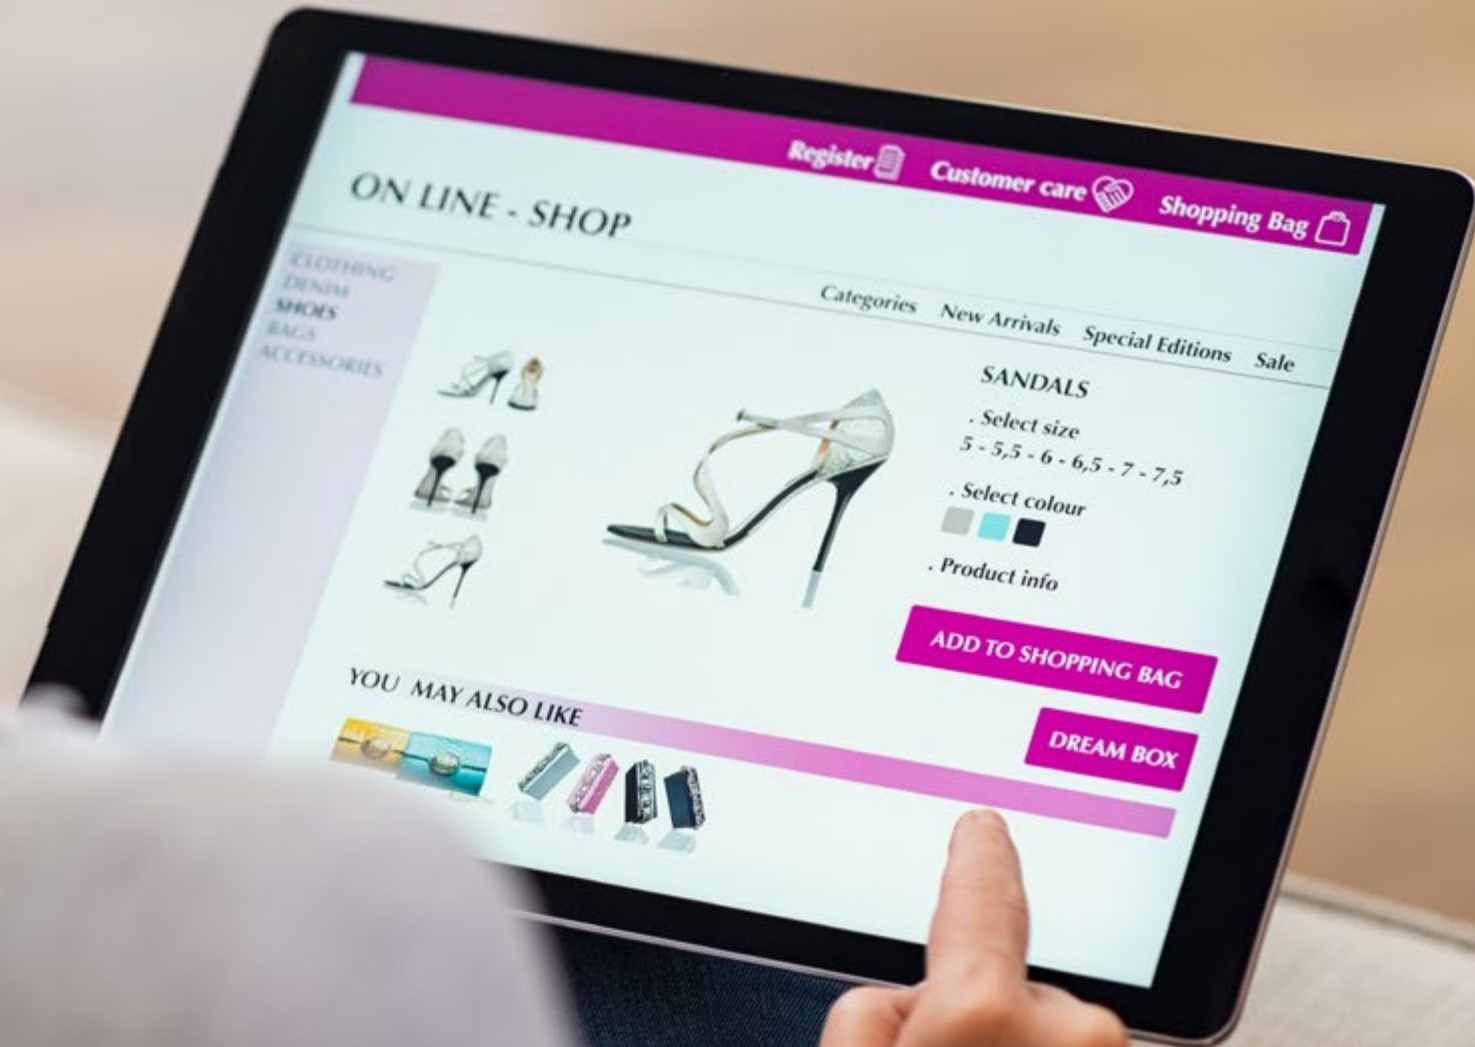 Register
Customer care
Shopping Bag
ON LINE - SHOP
CLOTHING
DENIM
SHOES
BAGS
ACCESSORIES
Categories
New Arrivals
Special Editions
Sale
SANDALS
. Select size
5 - 5,5 - 6 - 6,5 - 7 - 7,5
. Select colour
. Product info
ADD TO SHOPPING BAG
DREAM BOX
YOU MAY ALSO LIKE